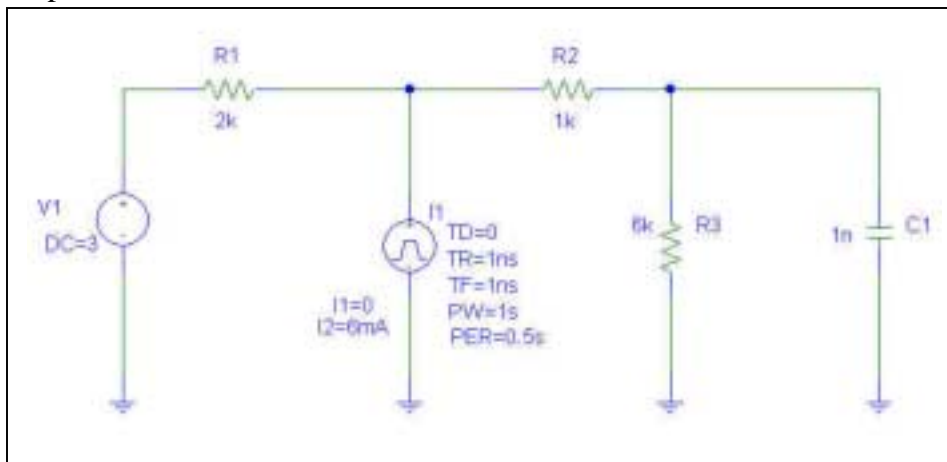 R1
2k
R2
1k
V1
DC=3
I1
TD=0
TR=1ns
TF=1ns
PW=1s
PER=0.5s
I1=0
I2=6mA
6k
R3
1n
C1